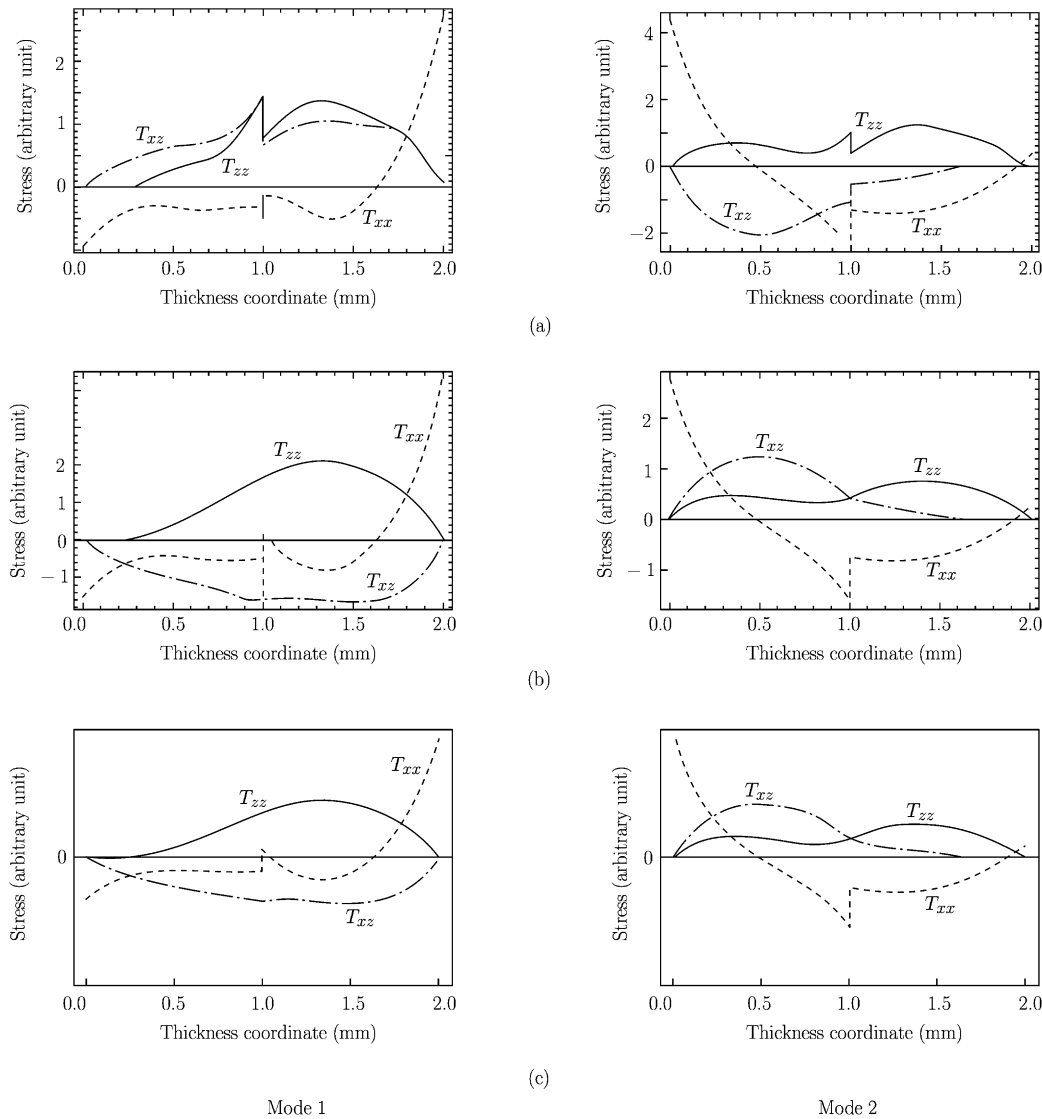 Stress (arbitrary unit)
2
1
0
T_xz
T_zz
T_xx
0.0 0.5 1.0 1.5 2.0
Thickness coordinate (mm)
Stress (arbitrary unit)
4
2
0
−2
T_zz
T_xz
T_xx
0.0 0.5 1.0 1.5 2.0
Thickness coordinate (mm)
(a)
Stress (arbitrary unit)
2
1
0
−1
T_zz
T_xx
T_xz
0.0 0.5 1.0 1.5 2.0
Thickness coordinate (mm)
Stress (arbitrary unit)
2
1
0
−1
T_xz
T_zz
T_xx
0.0 0.5 1.0 1.5 2.0
Thickness coordinate (mm)
(b)
Stress (arbitrary unit)
0
T_zz
T_xx
T_xz
0.0 0.5 1.0 1.5 2.0
Thickness coordinate (mm)
Stress (arbitrary unit)
0
T_xz
T_zz
T_xx
0.0 0.5 1.0 1.5 2.0
Thickness coordinate (mm)
(c)
Mode 1
Mode 2